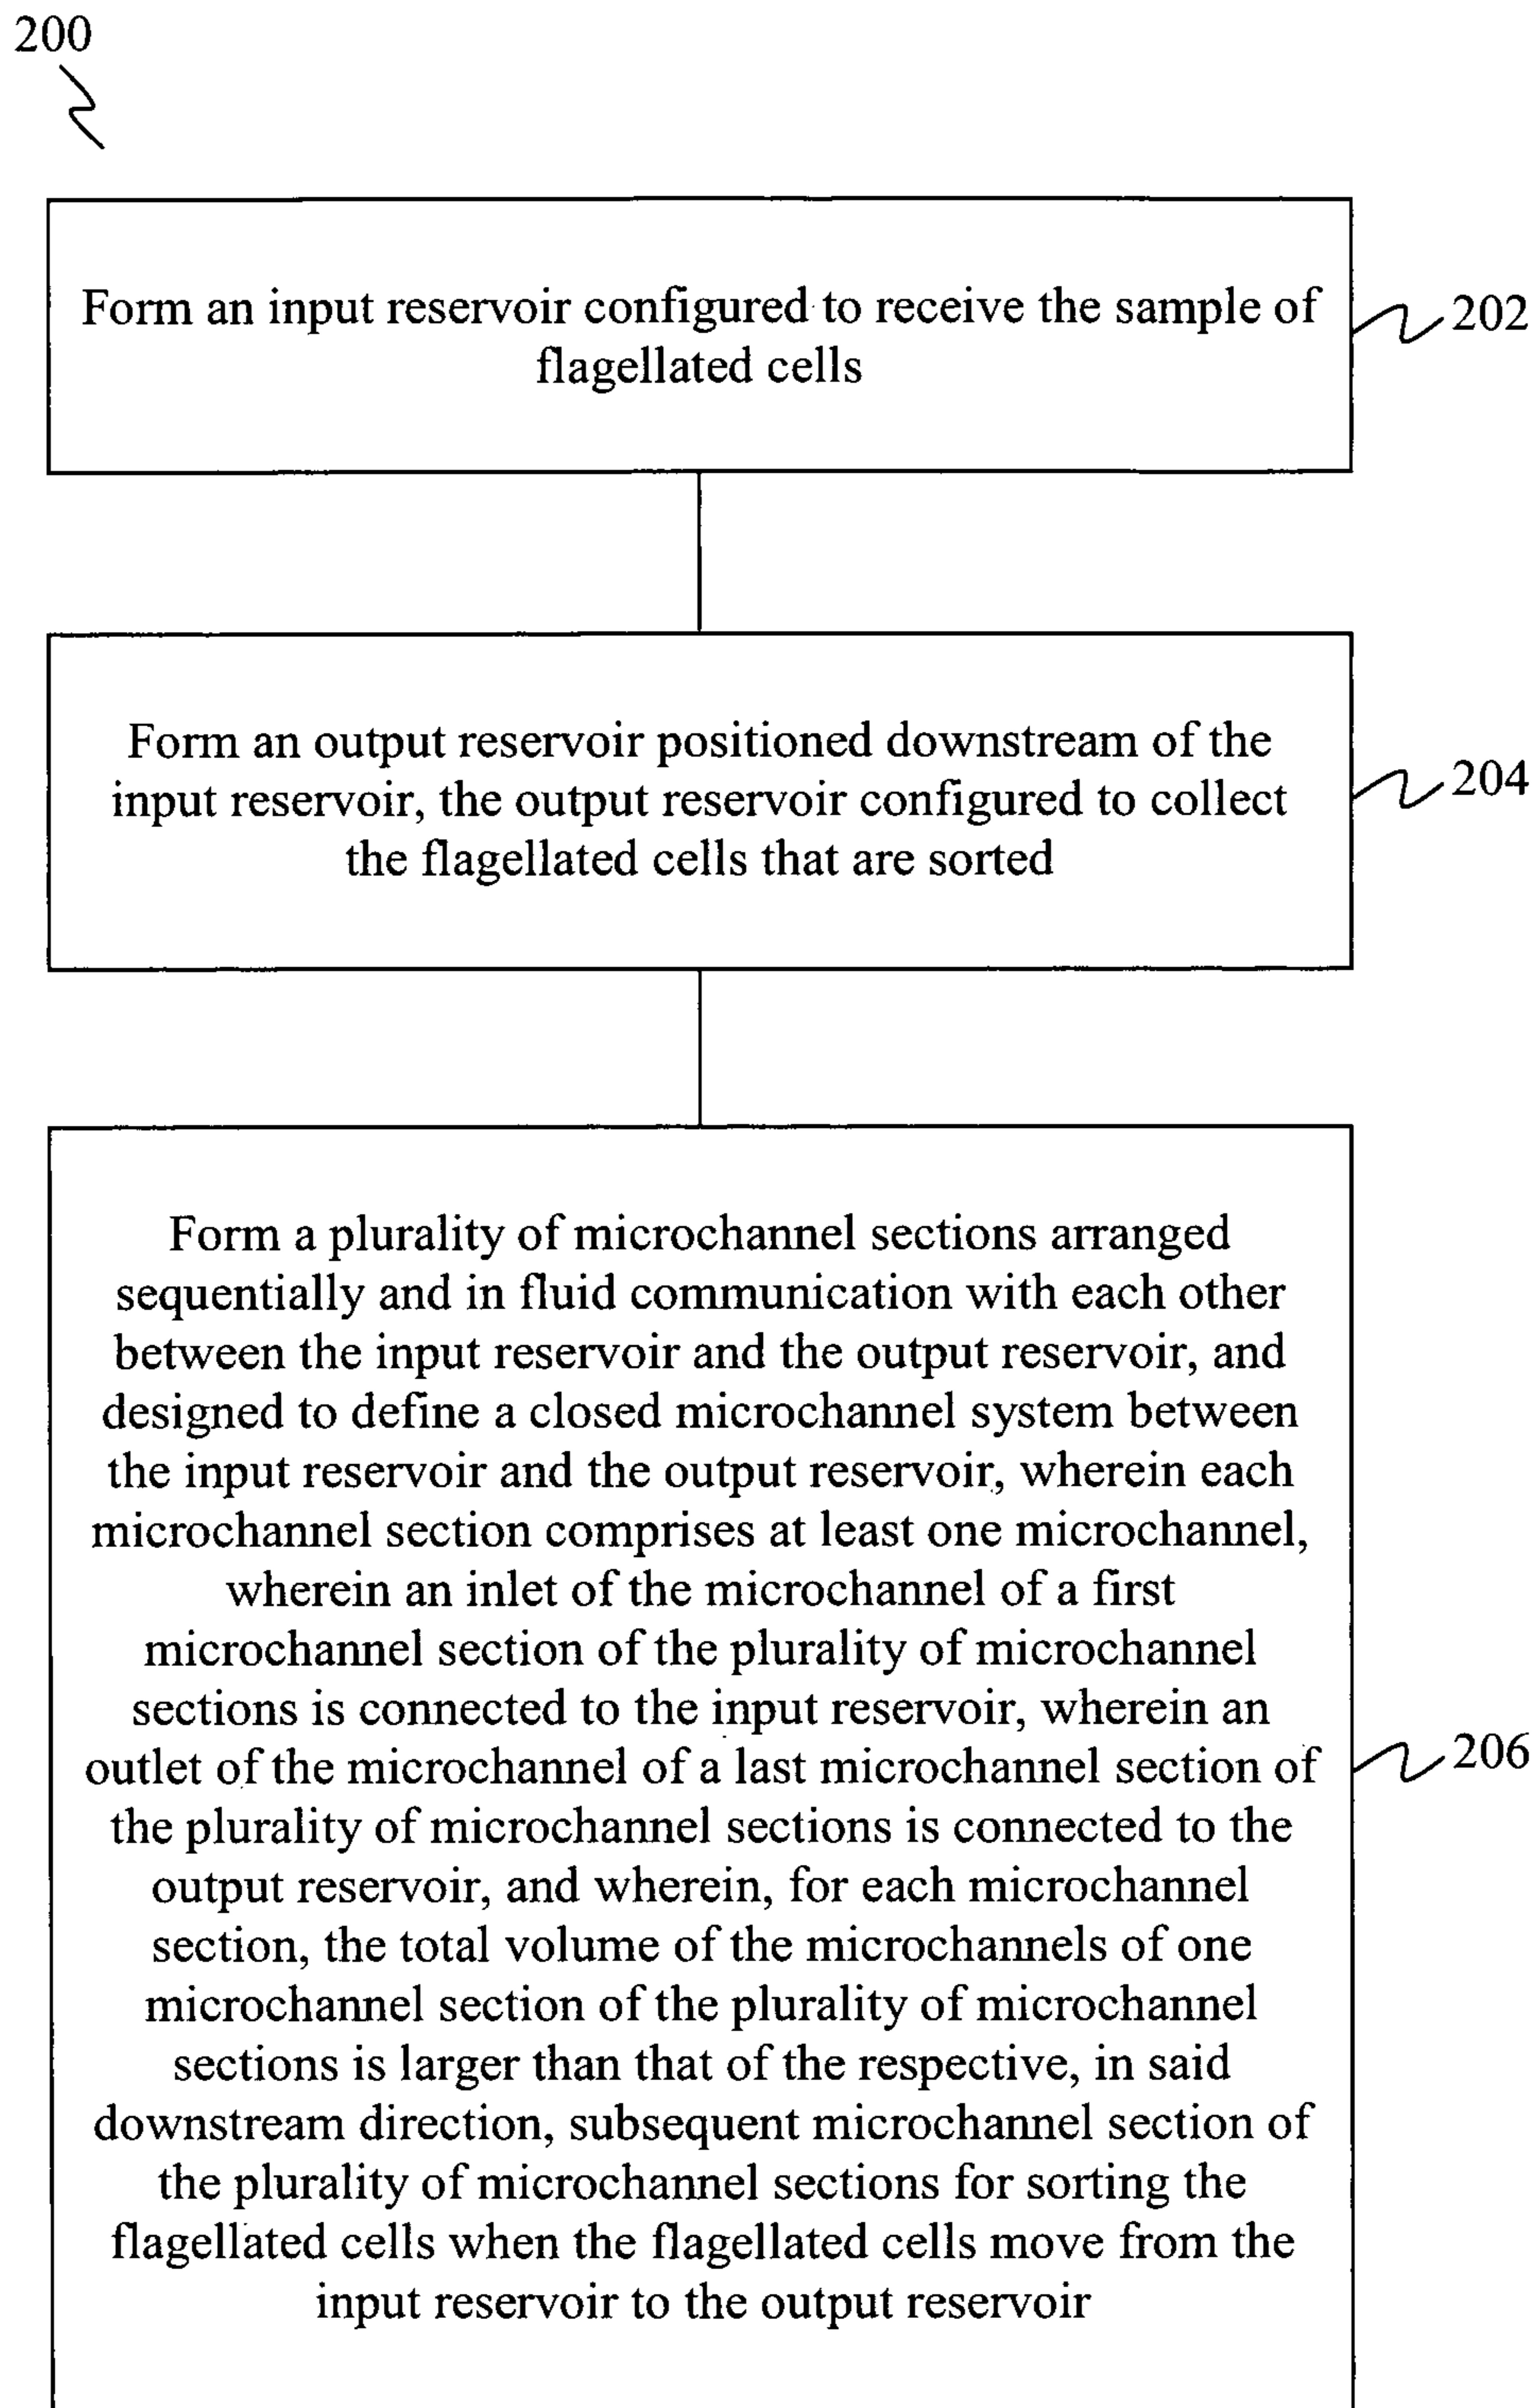 200
Form an input reservoir configured to receive the sample of
flagellated cells
202
Form an output reservoir positioned downstream of the
input reservoir, the output reservoir configured to collect
the flagellated cells that are sorted
204
Form a plurality of microchannel sections arranged
sequentially and in fluid communication with each other
between the input reservoir and the output reservoir, and
designed to define a closed microchannel system between
the input reservoir and the output reservoir, wherein each
microchannel section comprises at least one microchannel,
wherein an inlet of the microchannel of a first
microchannel section of the plurality of microchannel
sections is connected to the input reservoir, wherein an
outlet of the microchannel of a last microchannel section of
the plurality of microchannel sections is connected to the
output reservoir, and wherein, for each microchannel
section, the total volume of the microchannels of one
microchannel section of the plurality of microchannel
sections is larger than that of the respective, in said
downstream direction, subsequent microchannel section of
the plurality of microchannel sections for sorting the
flagellated cells when the flagellated cells move from the
input reservoir to the output reservoir
206